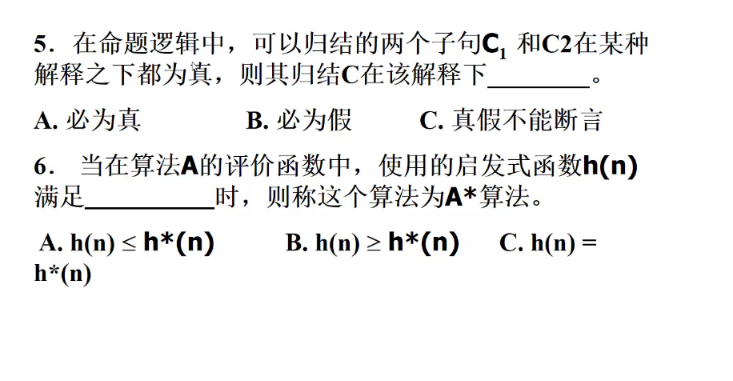 5．在命题逻辑中，可以归结的两个子句C₁ 和C2在某种
解释之下都为真，则其归结C在该解释下________。
A. 必为真 B. 必为假 C. 真假不能断言
6． 当在算法A的评价函数中，使用的启发式函数h(n)
满足__________时，则称这个算法为A*算法。
A. h(n) ≤ h*(n) B. h(n) ≥ h*(n) C. h(n) =
h*(n)